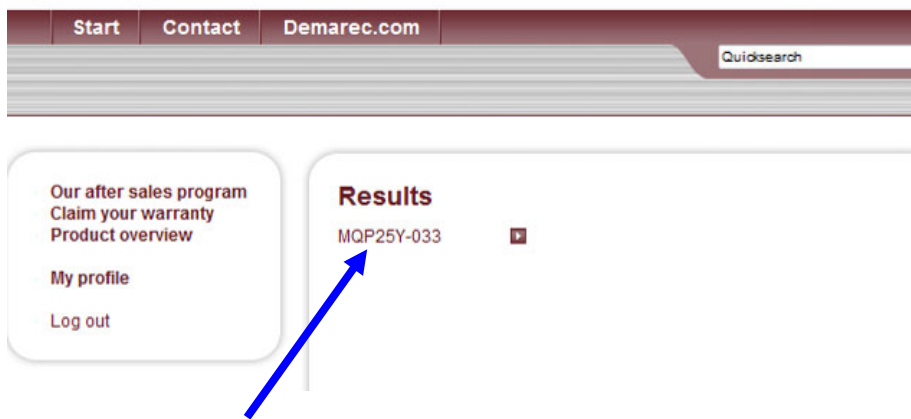 Start Contact Demarec.com
Quicksearch
Our after sales program
Claim your warranty
Product overview
My profile
Log out
Results
MQP25Y-033